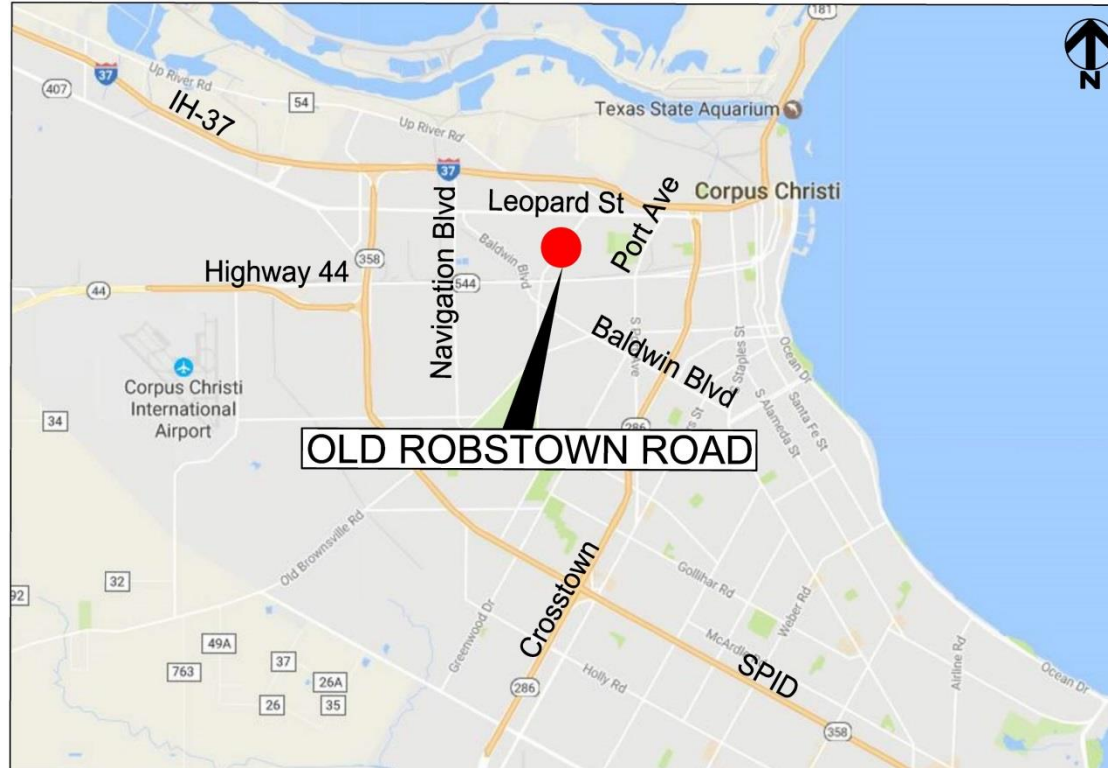 181
N
37
Up River Rd
407
54
IH-37
Up River Rd
Texas State Aquarium
37
Corpus Christi
Leopard St
Navigation Blvd
Port Ave
Baldwin Blvd
358
Highway 44
544
44
Baldwin Blvd
S Staples St
Ocean Dr
Corpus Christi
International
Airport
S Alameda St
Santa Fe St
34
286
OLD ROBSTOWN ROAD
Old Brownsville Rd
32
92
Crosstown
Gollihar Rd
Weber Rd
Greenwood Dr
49A
763
37
26A
26
35
McArdle
SPID
Holly Rd
Airline Rd
Ocean Dr
286
358